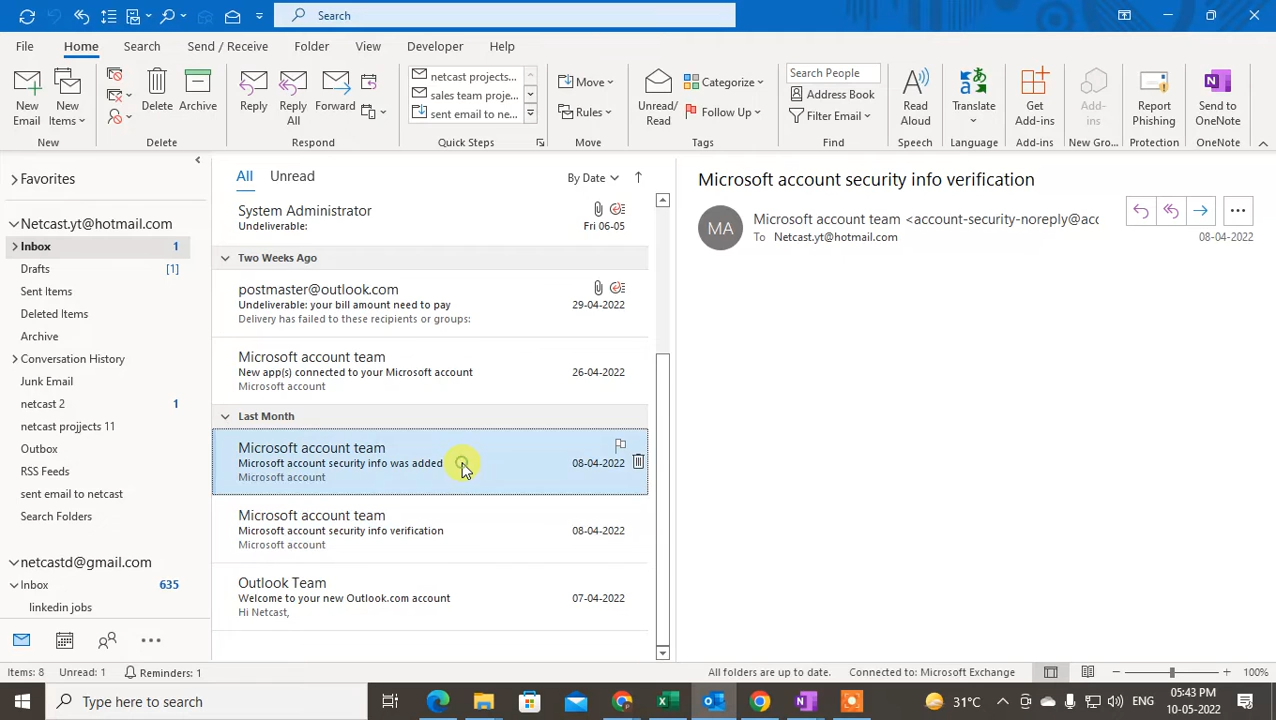 Search
File Home Search Send / Receive Folder View Developer Help
New Email
New Items
Delete
Archive
Reply
Reply All
Forward
netcast projects...
sales team proje...
sent email to ne...
Move
Rules
Unread/ Read
Categorize
Follow Up
Search People
Address Book
Filter Email
Read Aloud
Translate
Get Add-ins
Add-ins
Report Phishing
Send to OneNote
New Delete Respond Quick Steps Move Tags Find Speech Language Add-ins New Gro... Protection OneNote
Favorites
Netcast.yt@hotmail.com
Inbox 1
Drafts [1]
Sent Items
Deleted Items
Archive
Conversation History
Junk Email
netcast 2 1
netcast projjects 11
Outbox
RSS Feeds
sent email to netcast
Search Folders
netcastd@gmail.com
Inbox 635
linkedin jobs
All Unread By Date
System Administrator
Undeliverable: Fri 06-05
Two Weeks Ago
postmaster@outlook.com
Undeliverable: your bill amount need to pay 29-04-2022
Delivery has failed to these recipients or groups:
Microsoft account team
New app(s) connected to your Microsoft account 26-04-2022
Microsoft account
Last Month
Microsoft account team
Microsoft account security info was added 08-04-2022
Microsoft account
Microsoft account team
Microsoft account security info verification 08-04-2022
Microsoft account
Outlook Team
Welcome to your new Outlook.com account 07-04-2022
Hi Netcast,
Microsoft account security info verification
MA
Microsoft account team <account-security-noreply@acc
To Netcast.yt@hotmail.com 08-04-2022
Items: 8 Unread: 1 Reminders: 1 All folders are up to date. Connected to: Microsoft Exchange 100%
Type here to search 31°C ENG 05:43 PM
10-05-2022